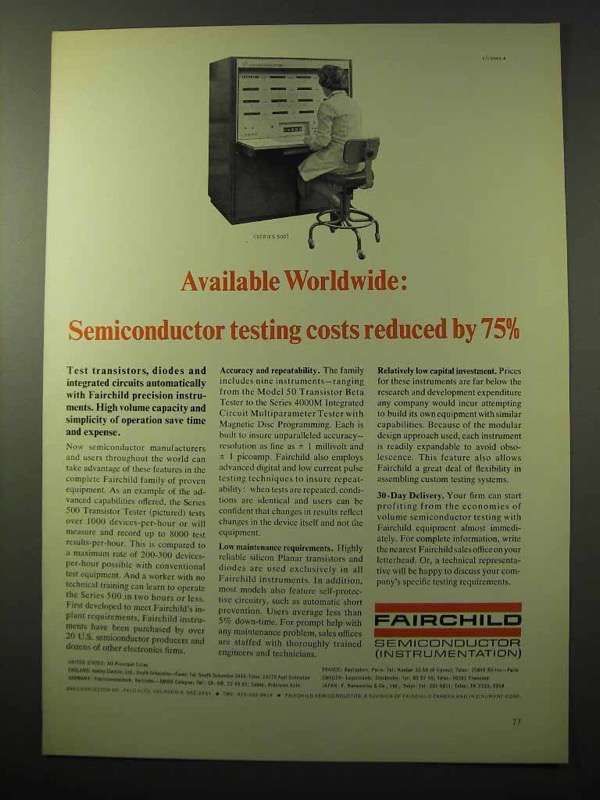 Available Worldwide:
Semiconductor testing costs reduced by 75%
Test transistors, diodes and
integrated circuits automatically
with Fairchild precision instru-
ments. High volume capacity and
simplicity of operation save time
and expense.
Now semiconductor manufacturers
and users throughout the world can
take advantage of these features in the
complete Fairchild family of proven
equipment. As an example of the ad-
vanced capabilities offered, the Series
500 Transistor Tester (pictured) tests
over 1000 devices-per-hour or will
measure and record up to 8000 test
results-per-hour. This is compared to
a maximum rate of 200-300 devices-
per-hour possible with conventional
test equipment. And a worker with no
technical training can learn to operate
the Series 500 in two hours or less.
First developed to meet Fairchild's in-
plant requirements, Fairchild instru-
ments have been purchased by over
20 U.S. semiconductor producers and
dozens of other electronics firms.
Accuracy and repeatability. The family
includes nine instruments—ranging
from the Model 50 Transistor Beta
Tester to the Series 4000M Integrated
Circuit Multiparameter Tester with
Magnetic Disc Programming. Each is
built to insure unparalleled accuracy—
resolution as fine as ± 1 millivolt and
± 1 picoamp. Fairchild also employs
advanced digital and low current pulse
testing techniques to insure repeat-
ability: when tests are repeated, condi-
tions are identical and users can be
confident that changes in results reflect
changes in the device itself and not the
equipment.
Low maintenance requirements. Highly
reliable silicon Planar transistors and
diodes are used exclusively in all
Fairchild instruments. In addition,
most models also feature self-protec-
tive circuitry, such as automatic short
prevention. Users average less than
5% down-time. For prompt help with
any maintenance problem, sales offices
are staffed with thoroughly trained
engineers and technicians.
Relatively low capital investment. Prices
for these instruments are far below the
research and development expenditure
any company would incur attempting
to build its own equipment with similar
capabilities. Because of the modular
design approach used, each instrument
is readily expandable to avoid obso-
lescence. This feature also allows
Fairchild a great deal of flexibility in
assembling custom testing systems.
30-Day Delivery. Your firm can start
profiting from the economies of
volume semiconductor testing with
Fairchild equipment almost immedi-
ately. For complete information, write
the nearest Fairchild sales office on your
letterhead. Or, a technical representa-
tive will be happy to discuss your com-
pany's specific testing requirements.
FAIRCHILD
SEMICONDUCTOR
(INSTRUMENTATION)
UNITED STATES: All Principal Cities
77